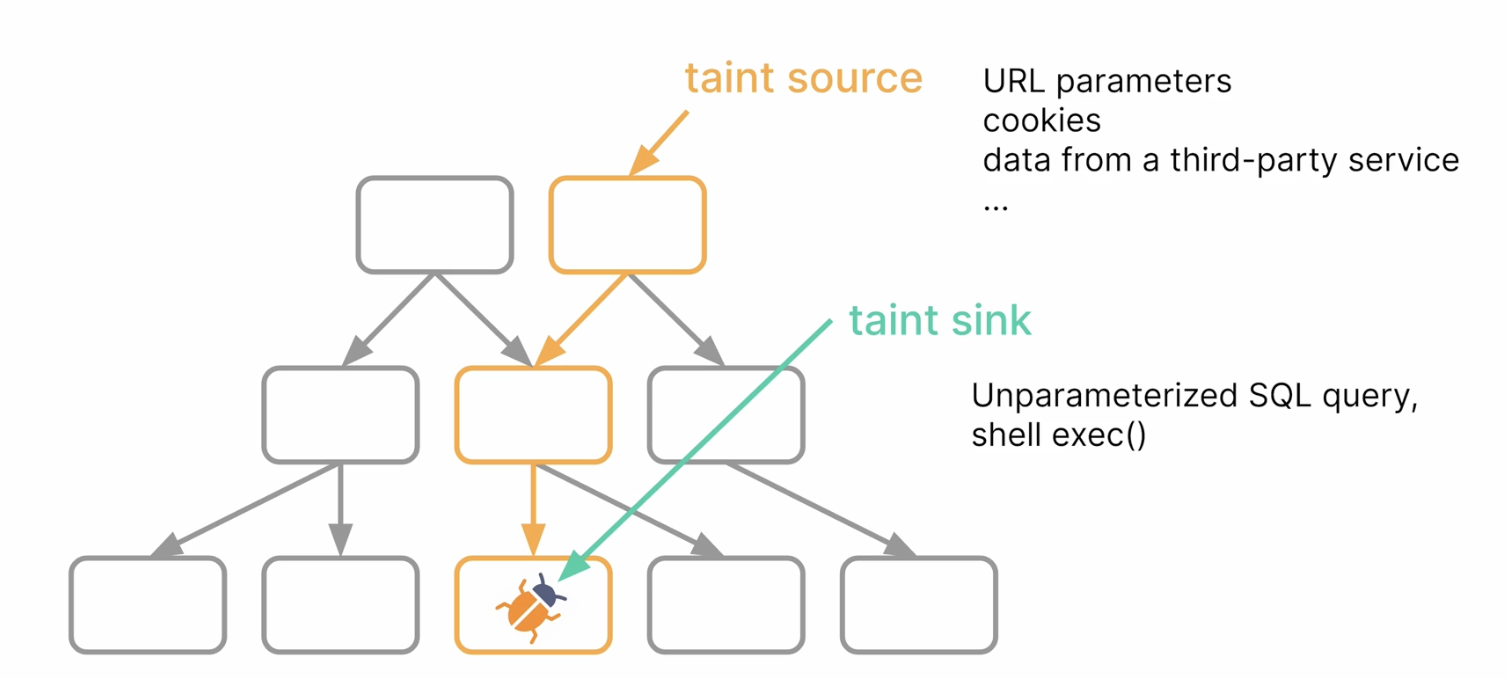 taint source
URL parameters
cookies
data from a third-party service
...
taint sink
Unparameterized SQL query,
shell exec()